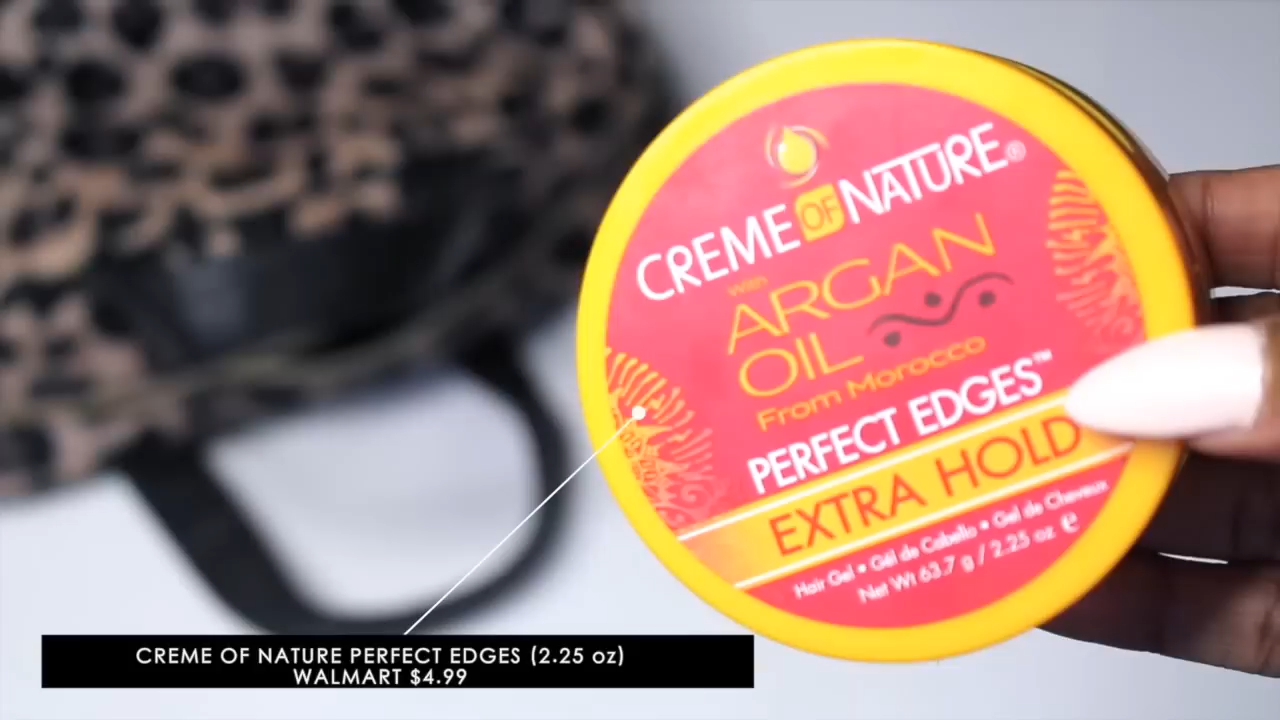 CREME OF NATURE®
with
ARGAN
OIL
From Morocco
PERFECT EDGES™
EXTRA HOLD
Hair Gel • Gél de Cabello • Gel de Cheveux
Net Wt 63.7 g / 2.25 oz e
CREME OF NATURE PERFECT EDGES (2.25 oz)
WALMART $4.99